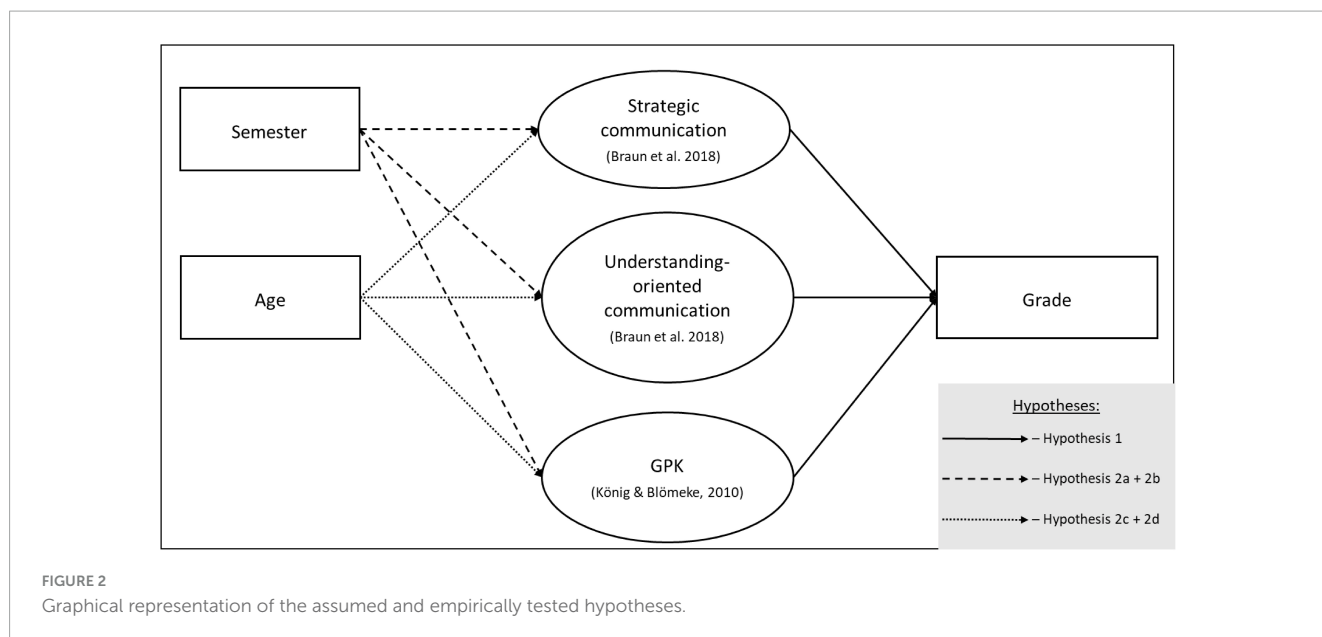 Semester
Age
Strategic
communication
(Braun et al. 2018)
Understanding-
oriented
communication
(Braun et al. 2018)
GPK
(König & Blömeke, 2010)
Grade
Hypotheses:
– Hypothesis 1
– Hypothesis 2a + 2b
– Hypothesis 2c + 2d
FIGURE 2
Graphical representation of the assumed and empirically tested hypotheses.